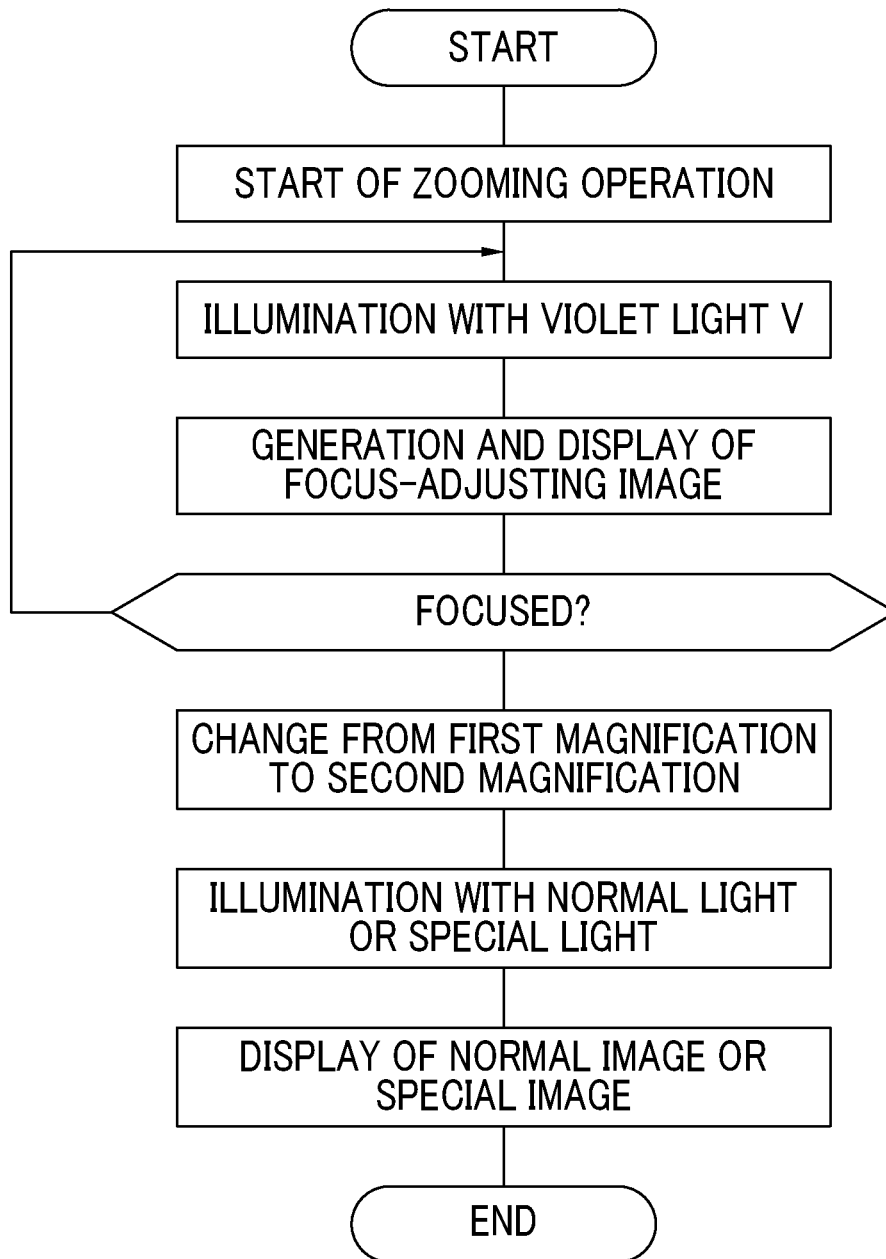 START
START OF ZOOMING OPERATION
ILLUMINATION WITH VIOLET LIGHT V
GENERATION AND DISPLAY OF
FOCUS-ADJUSTING IMAGE
FOCUSED?
CHANGE FROM FIRST MAGNIFICATION
TO SECOND MAGNIFICATION
ILLUMINATION WITH NORMAL LIGHT
OR SPECIAL LIGHT
DISPLAY OF NORMAL IMAGE OR
SPECIAL IMAGE
END